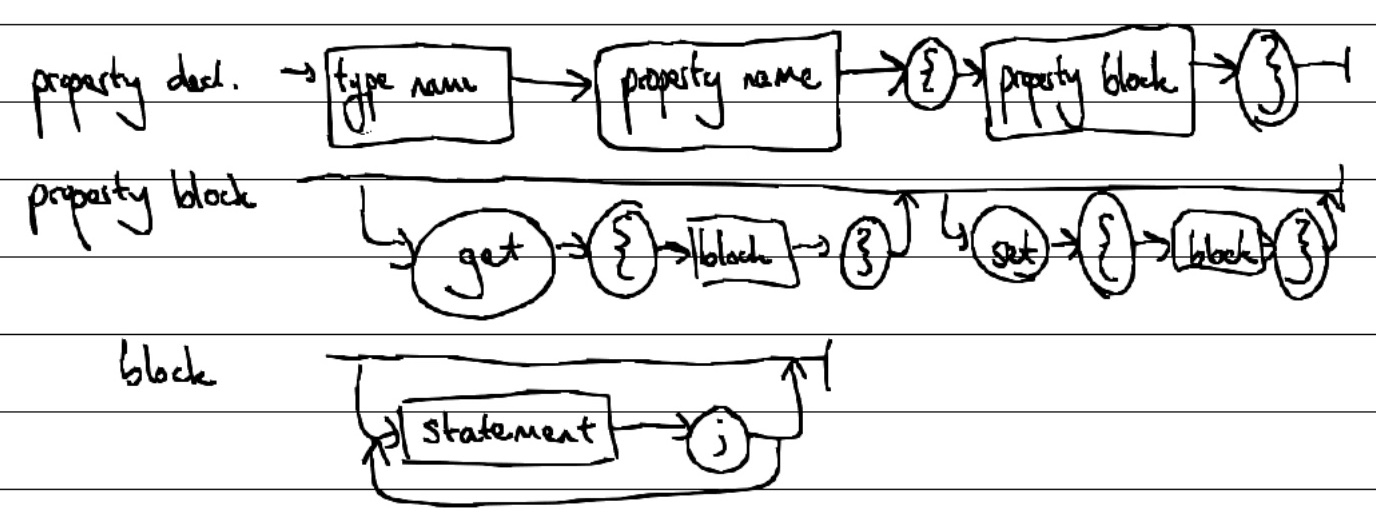 property decl. type name property name { property block }
property block
get { block } set { block }
block
statement ;